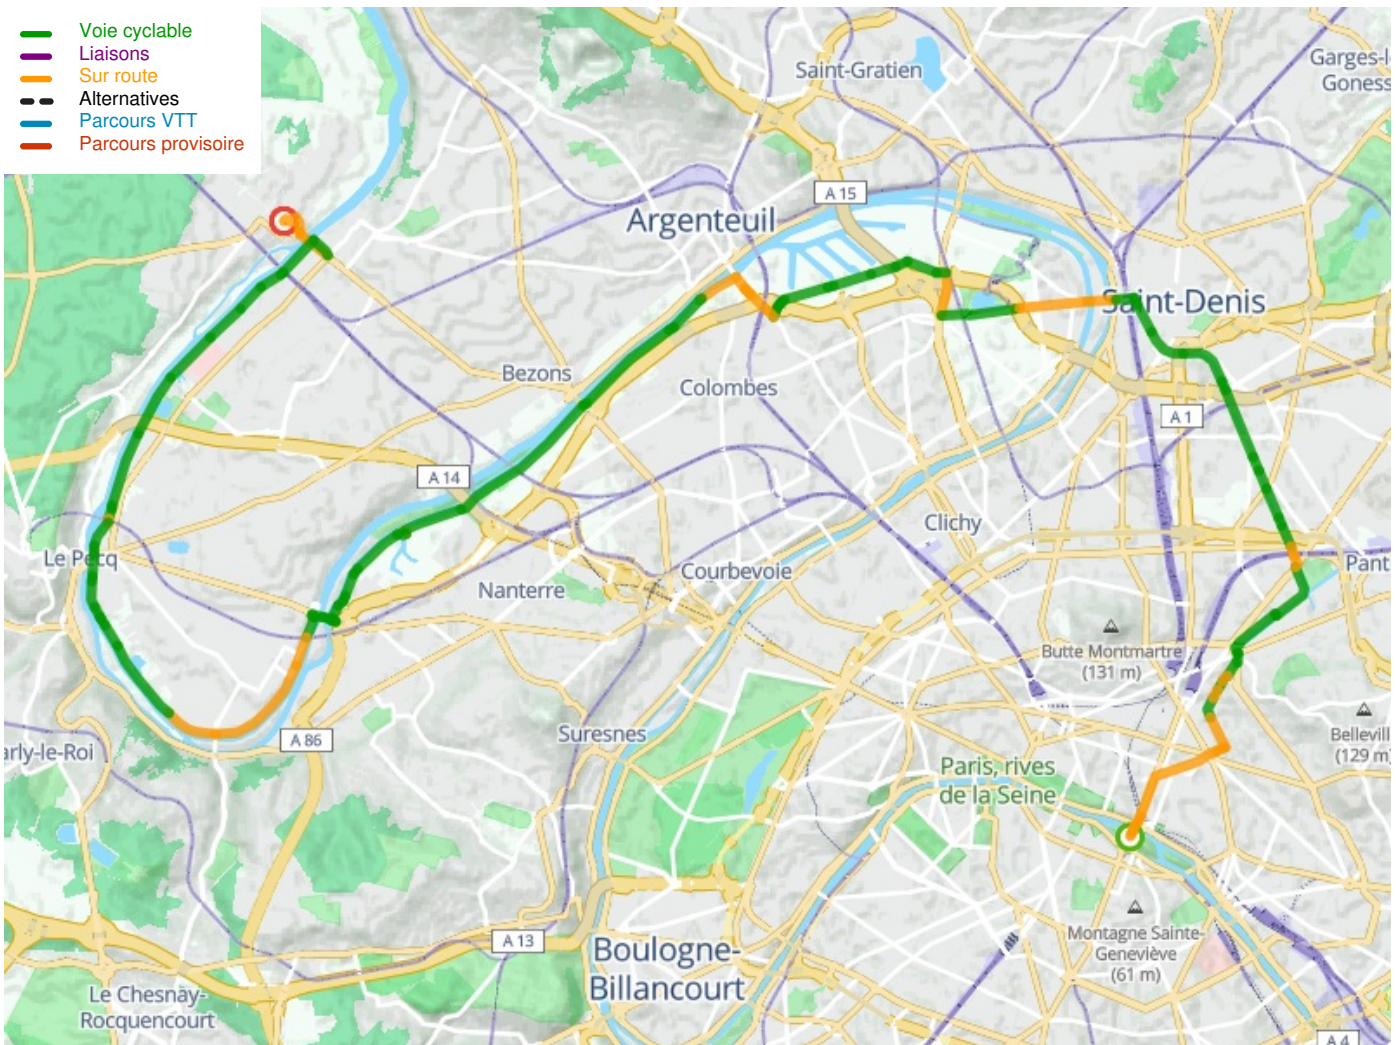 Voie cyclable
Liaisons
Sur route
Alternatives
Parcours VTT
Parcours provisoire
Saint-Gratien
Garges-l
Goness
A 15
Argenteuil
Saint-Denis
Bezons
Colombes
A 1
A 14
Clichy
Le Pecq
Nanterre
Courbevoie
Pant
Butte Montmartre
(131 m)
Suresnes
A 86
arly-le-Roi
Bellevill
(129 m)
Paris, rives
de la Seine
A 13
Boulogne-
Billancourt
Montagne Sainte-
Geneviève
(61 m)
Le Chesnay-
Rocquencourt
A 4